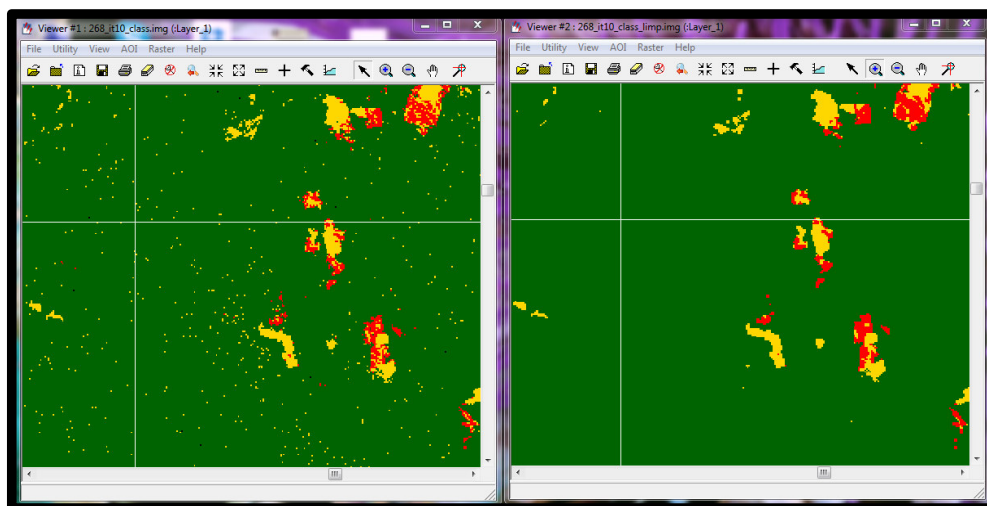 Viewer #1 : 268_it10_class.img (:Layer_1)
File Utility View AOI Raster Help
Viewer #2 : 268_it10_class_limp.img (:Layer_1)
File Utility View AOI Raster Help